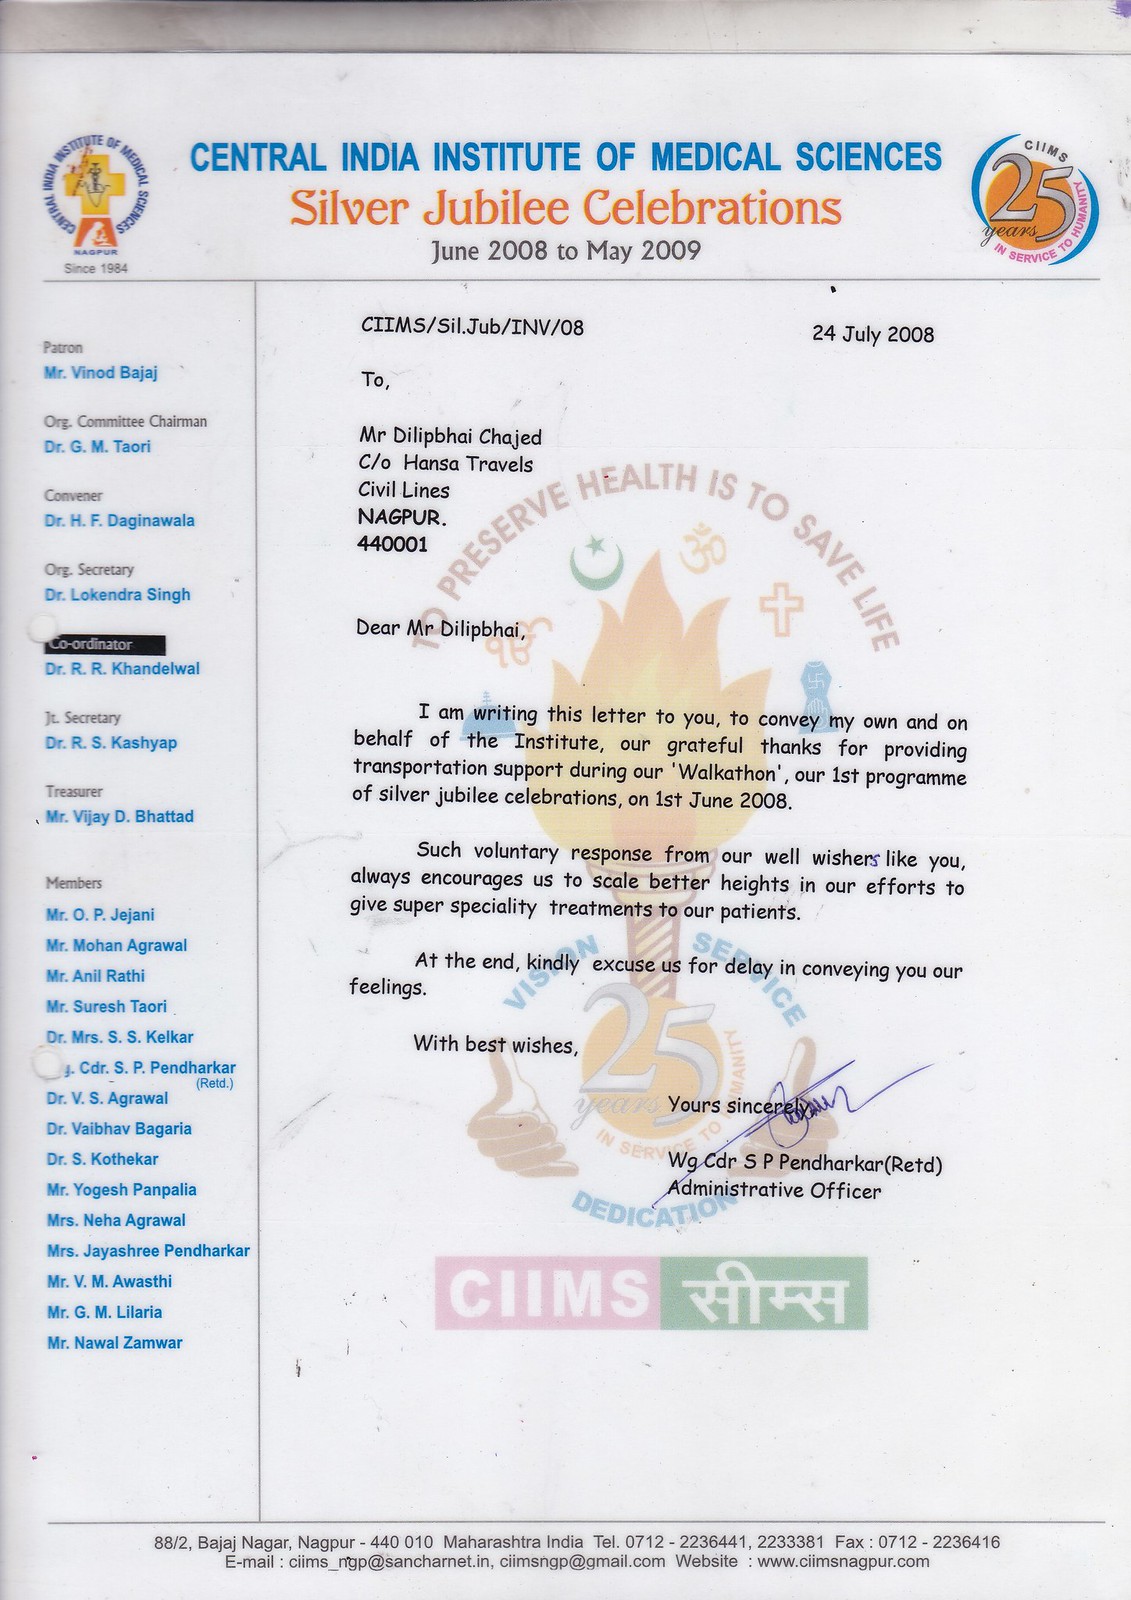 CENTRAL INDIA INSTITUTE OF MEDICAL SCIENCES
NAGPUR
Since 1984
CENTRAL INDIA INSTITUTE OF MEDICAL SCIENCES
Silver Jubilee Celebrations
June 2008 to May 2009
CIIMS
25
years
IN SERVICE TO HUMANITY
Patron
Mr. Vinod Bajaj
Org. Committee Chairman
Dr. G. M. Taori
Convener
Dr. H. F. Daginawala
Org. Secretary
Dr. Lokendra Singh
Co-ordinator
Dr. R. R. Khandelwal
Jt. Secretary
Dr. R. S. Kashyap
Treasurer
Mr. Vijay D. Bhattad
Members
Mr. O. P. Jejani
Mr. Mohan Agrawal
Mr. Anil Rathi
Mr. Suresh Taori
Dr. Mrs. S. S. Kelkar
g. Cdr. S. P. Pendharkar
(Retd.)
Dr. V. S. Agrawal
Dr. Vaibhav Bagaria
Dr. S. Kothekar
Mr. Yogesh Panpalia
Mrs. Neha Agrawal
Mrs. Jayashree Pendharkar
Mr. V. M. Awasthi
Mr. G. M. Lilaria
Mr. Nawal Zamwar
CIIMS/Sil.Jub/INV/08
24 July 2008
To,
Mr Dilipbhai Chajed
C/o Hansa Travels
Civil Lines
NAGPUR.
440001
TO PRESERVE HEALTH IS TO SAVE LIFE
ॐ
Dear Mr Dilipbhai,
I am writing this letter to you, to convey my own and on
behalf of the Institute, our grateful thanks for providing
transportation support during our 'Walkathon', our 1st programme
of silver jubilee celebrations, on 1st June 2008.
Such voluntary response from our well wishers like you,
always encourages us to scale better heights in our efforts to
give super speciality treatments to our patients.
At the end, kindly excuse us for delay in conveying you our
feelings.
With best wishes,
Yours sincerely,
Wg Cdr S P Pendharkar(Retd)
Administrative Officer
VISION
SERVICE
25
years
IN SERVICE TO HUMANITY
DEDICATION
CIIMS सीम्स
88/2, Bajaj Nagar, Nagpur - 440 010 Maharashtra India Tel. 0712 - 2236441, 2233381 Fax : 0712 - 2236416
E-mail : ciims_ngp@sancharnet.in, ciimsngp@gmail.com Website : www.ciimsnagpur.com